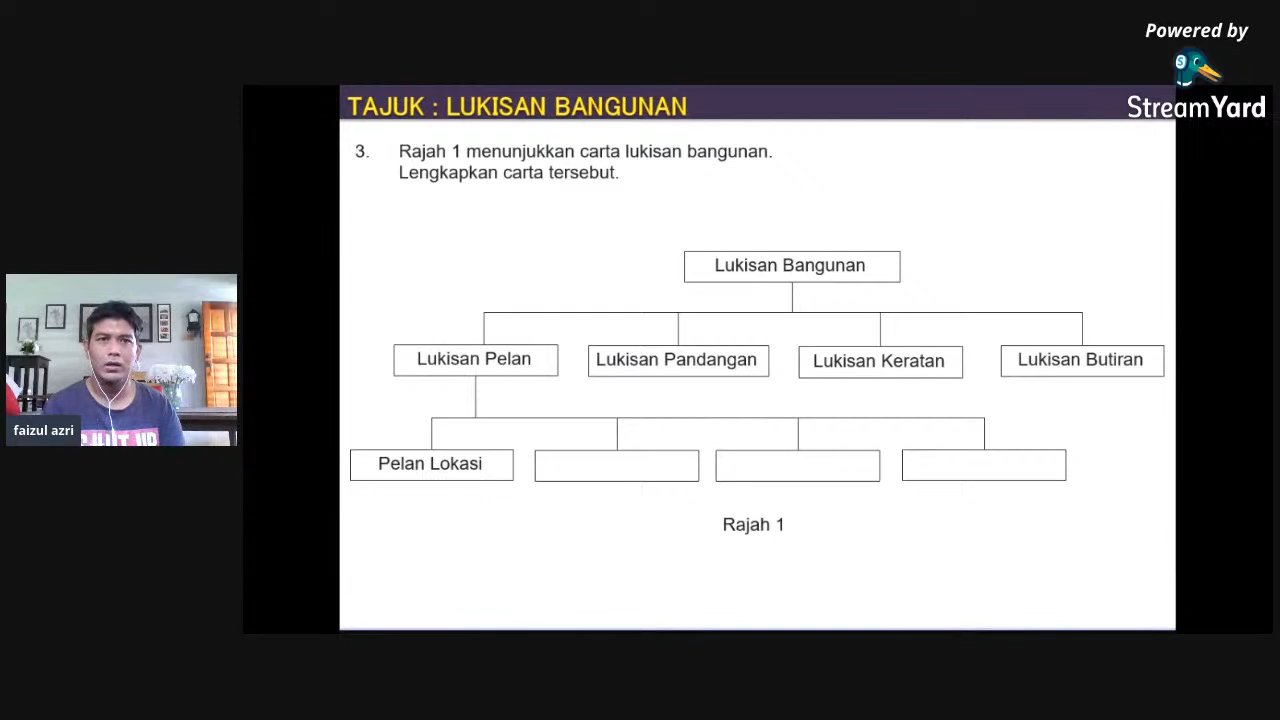 Powered by
StreamYard
TAJUK : LUKISAN BANGUNAN
3. Rajah 1 menunjukkan carta lukisan bangunan.
Lengkapkan carta tersebut.
Lukisan Bangunan
Lukisan Pelan
Lukisan Pandangan
Lukisan Keratan
Lukisan Butiran
Pelan Lokasi
Rajah 1
faizul azri